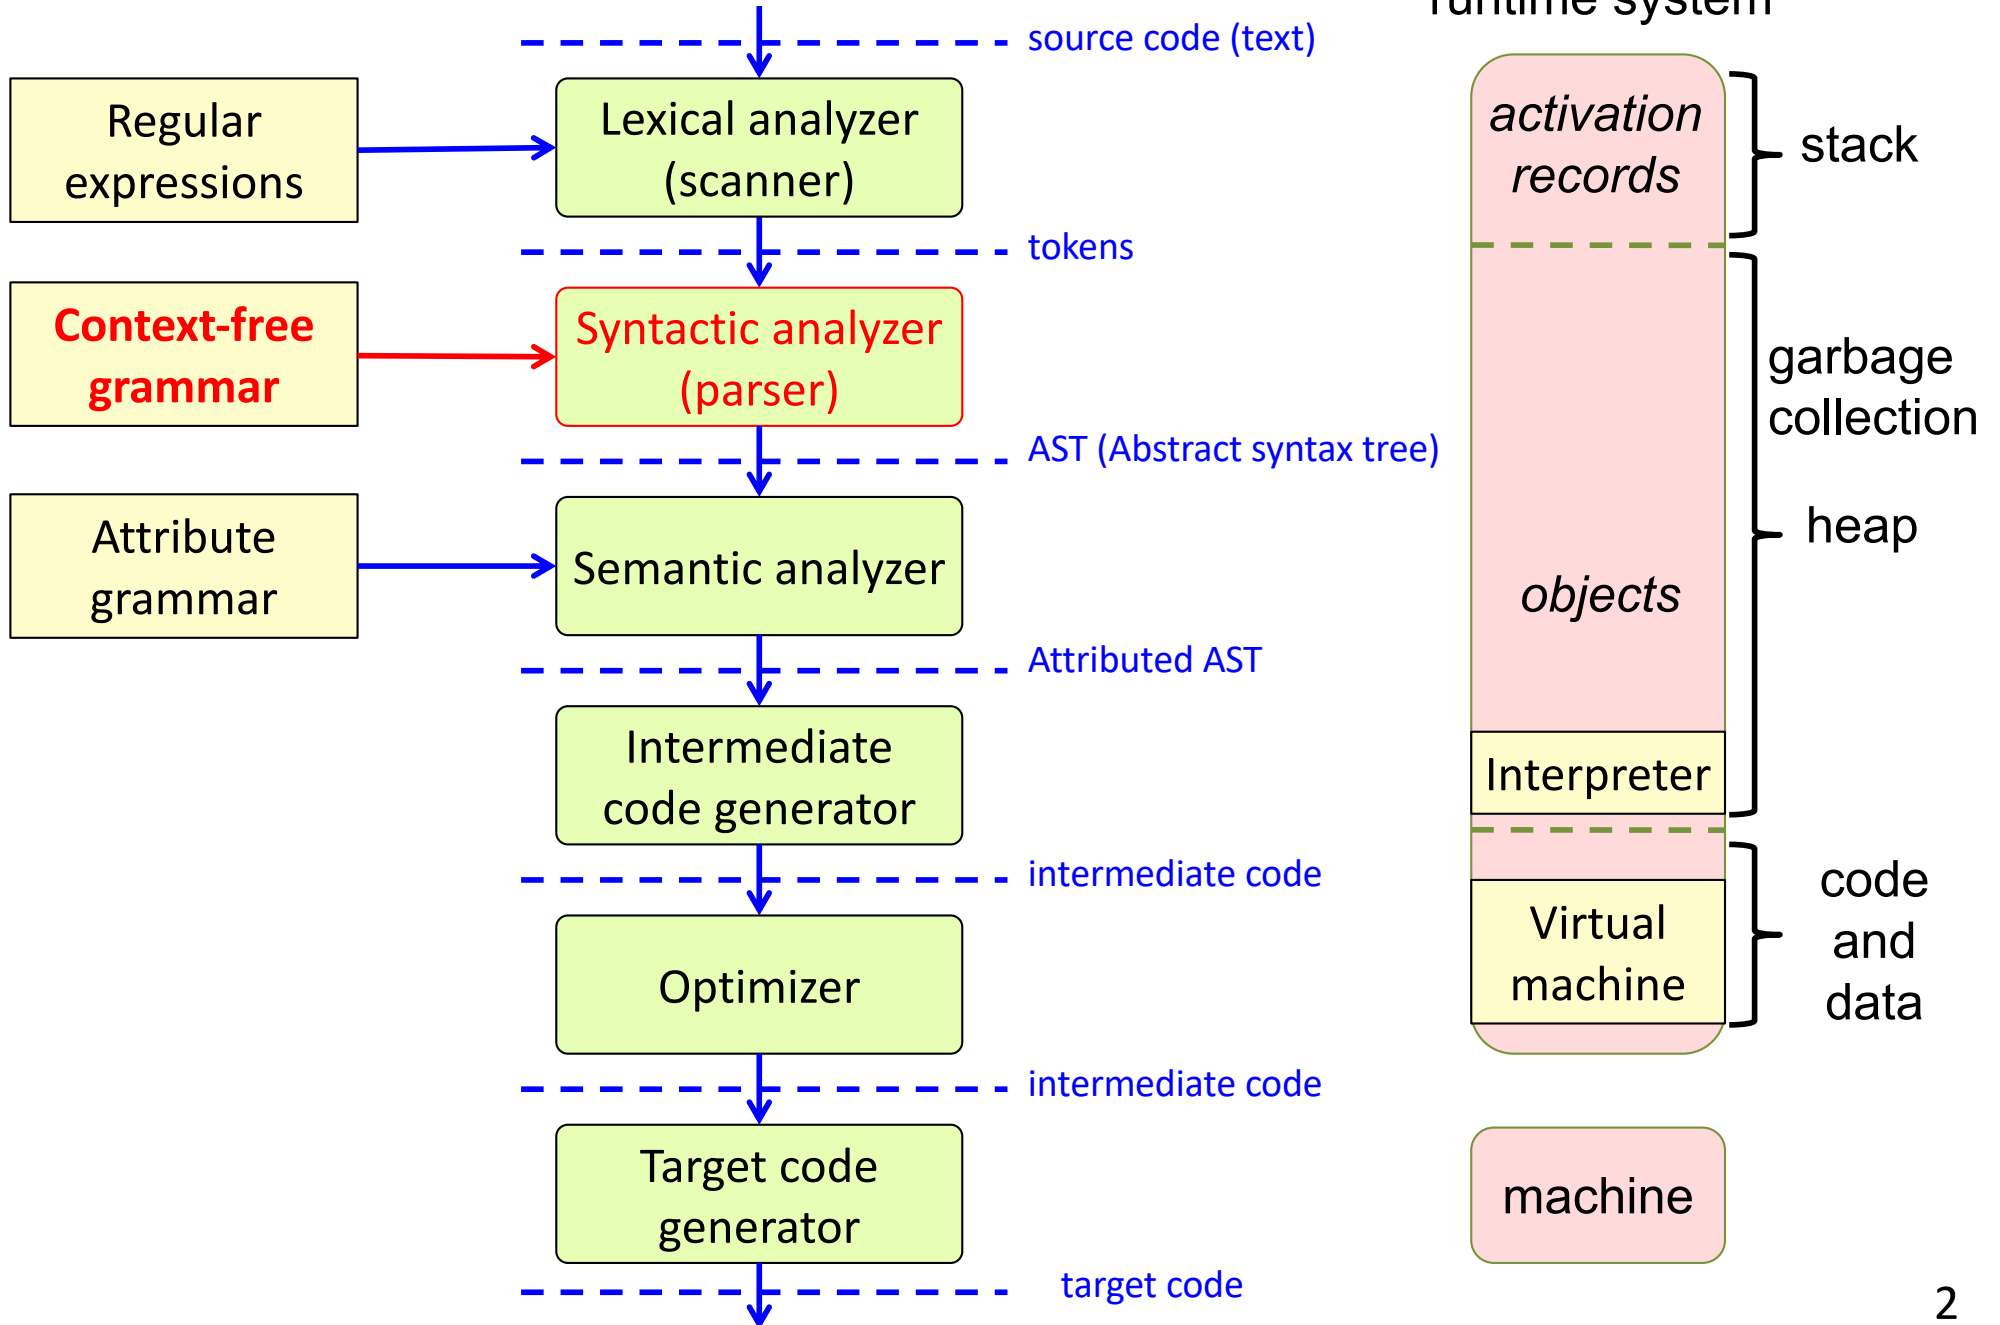 runtime system
source code (text)
Regular
expressions
Lexical analyzer
(scanner)
tokens
Context-free
grammar
Syntactic analyzer
(parser)
AST (Abstract syntax tree)
Attribute
grammar
Semantic analyzer
Attributed AST
Intermediate
code generator
intermediate code
Optimizer
intermediate code
Target code
generator
target code
activation
records
stack
garbage
collection
heap
objects
Interpreter
Virtual
machine
code
and
data
machine
2